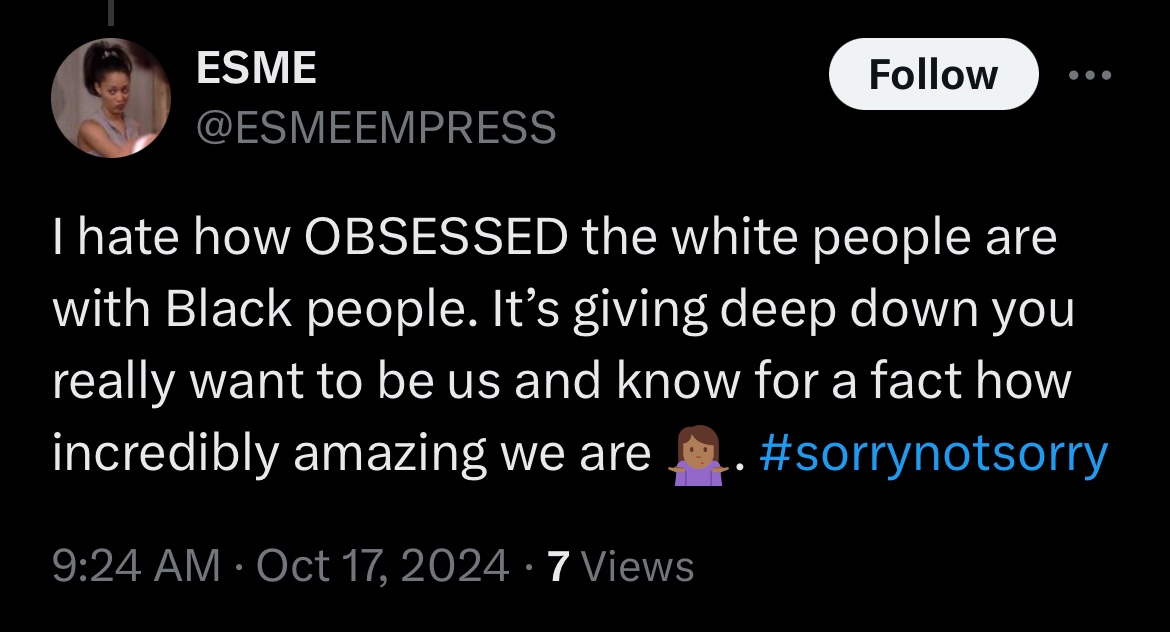 ESME
Follow
@ESMEEMPRESS
I hate how OBSESSED the white people are
with Black people. It’s giving deep down you
really want to be us and know for a fact how
incredibly amazing we are 🤷🏽‍♀️. #sorrynotsorry
9:24 AM · Oct 17, 2024 · 7 Views